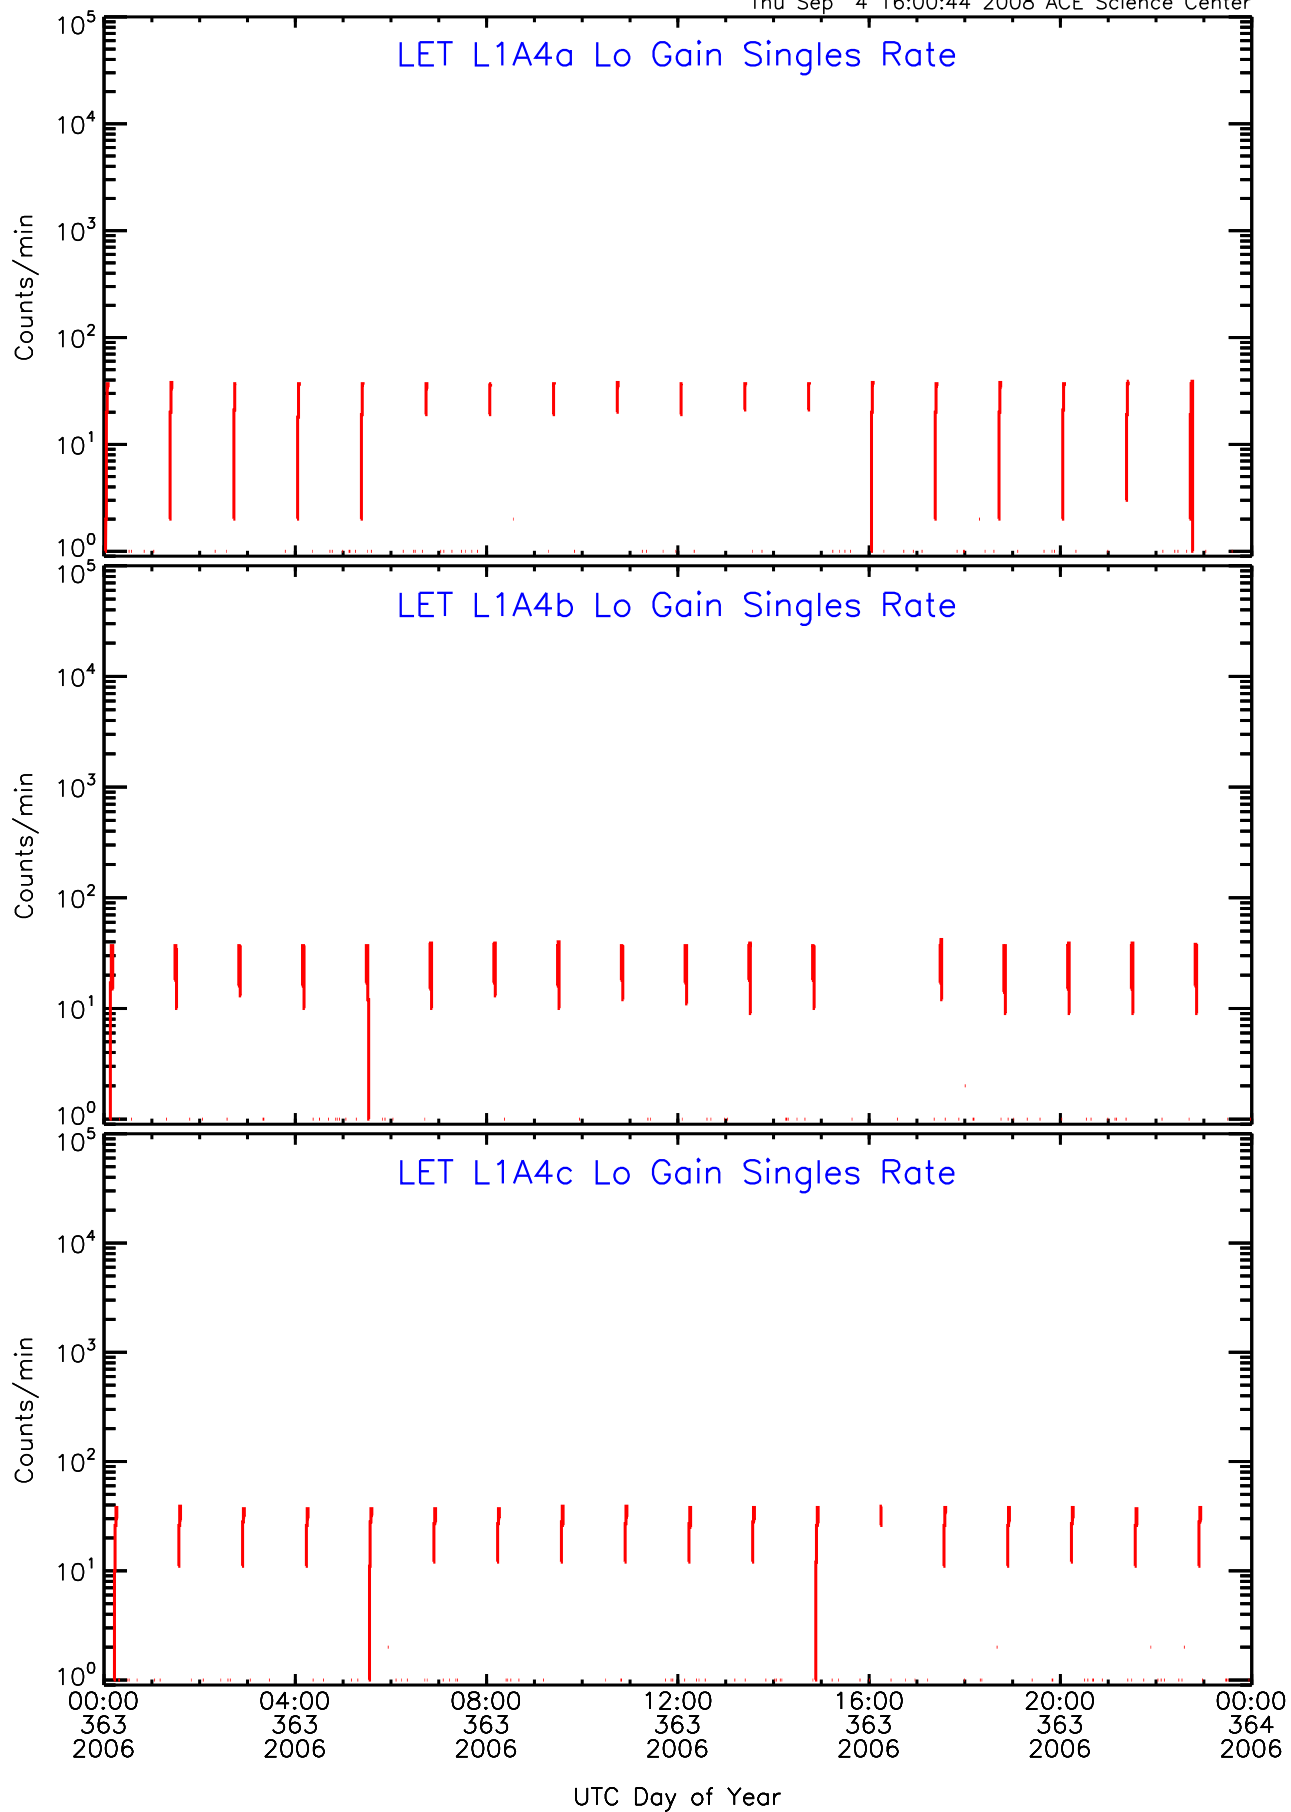 Thu Sep 4 16:00:44 2008 ACE Science Center
LET L1A4a Lo Gain Singles Rate
10^5
10^4
10^3
10^2
10^1
10^0
Counts/min
LET L1A4b Lo Gain Singles Rate
10^5
10^4
10^3
10^2
10^1
10^0
Counts/min
LET L1A4c Lo Gain Singles Rate
10^5
10^4
10^3
10^2
10^1
10^0
Counts/min
00:00 04:00 08:00 12:00 16:00 20:00 00:00
363 363 363 363 363 363 364
2006 2006 2006 2006 2006 2006 2006
UTC Day of Year